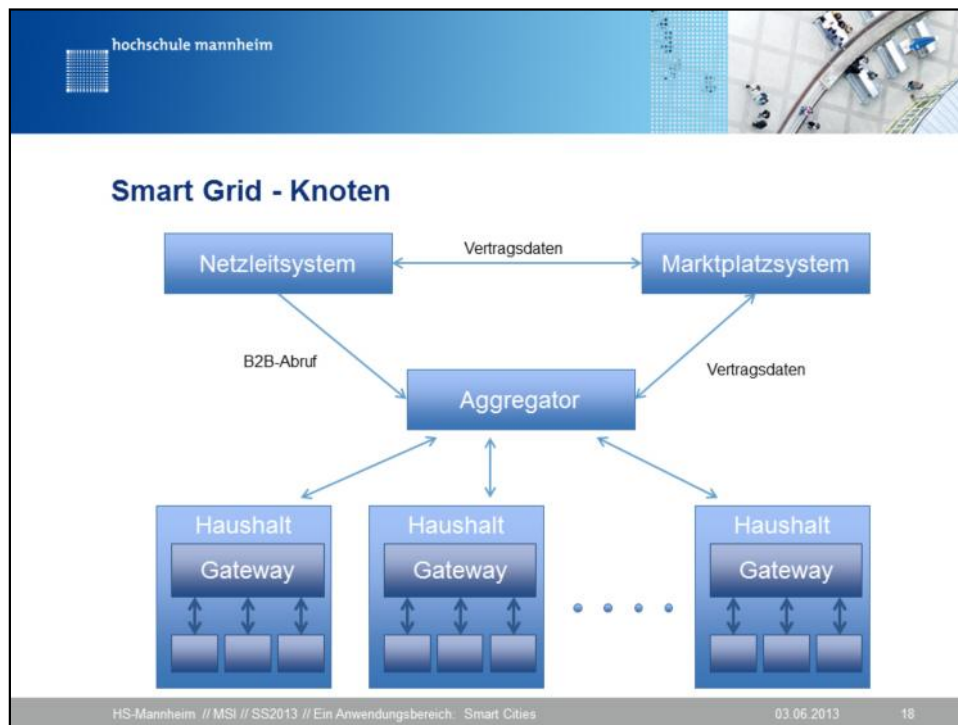 hochschule mannheim
Smart Grid - Knoten
Netzleitsystem
Vertragsdaten
Marktplatzsystem
B2B-Abruf
Vertragsdaten
Aggregator
Haushalt
Gateway
Haushalt
Gateway
Haushalt
Gateway
HS-Mannheim // MSI // SS2013 // Ein Anwendungsbereich: Smart Cities
03.06.2013
18